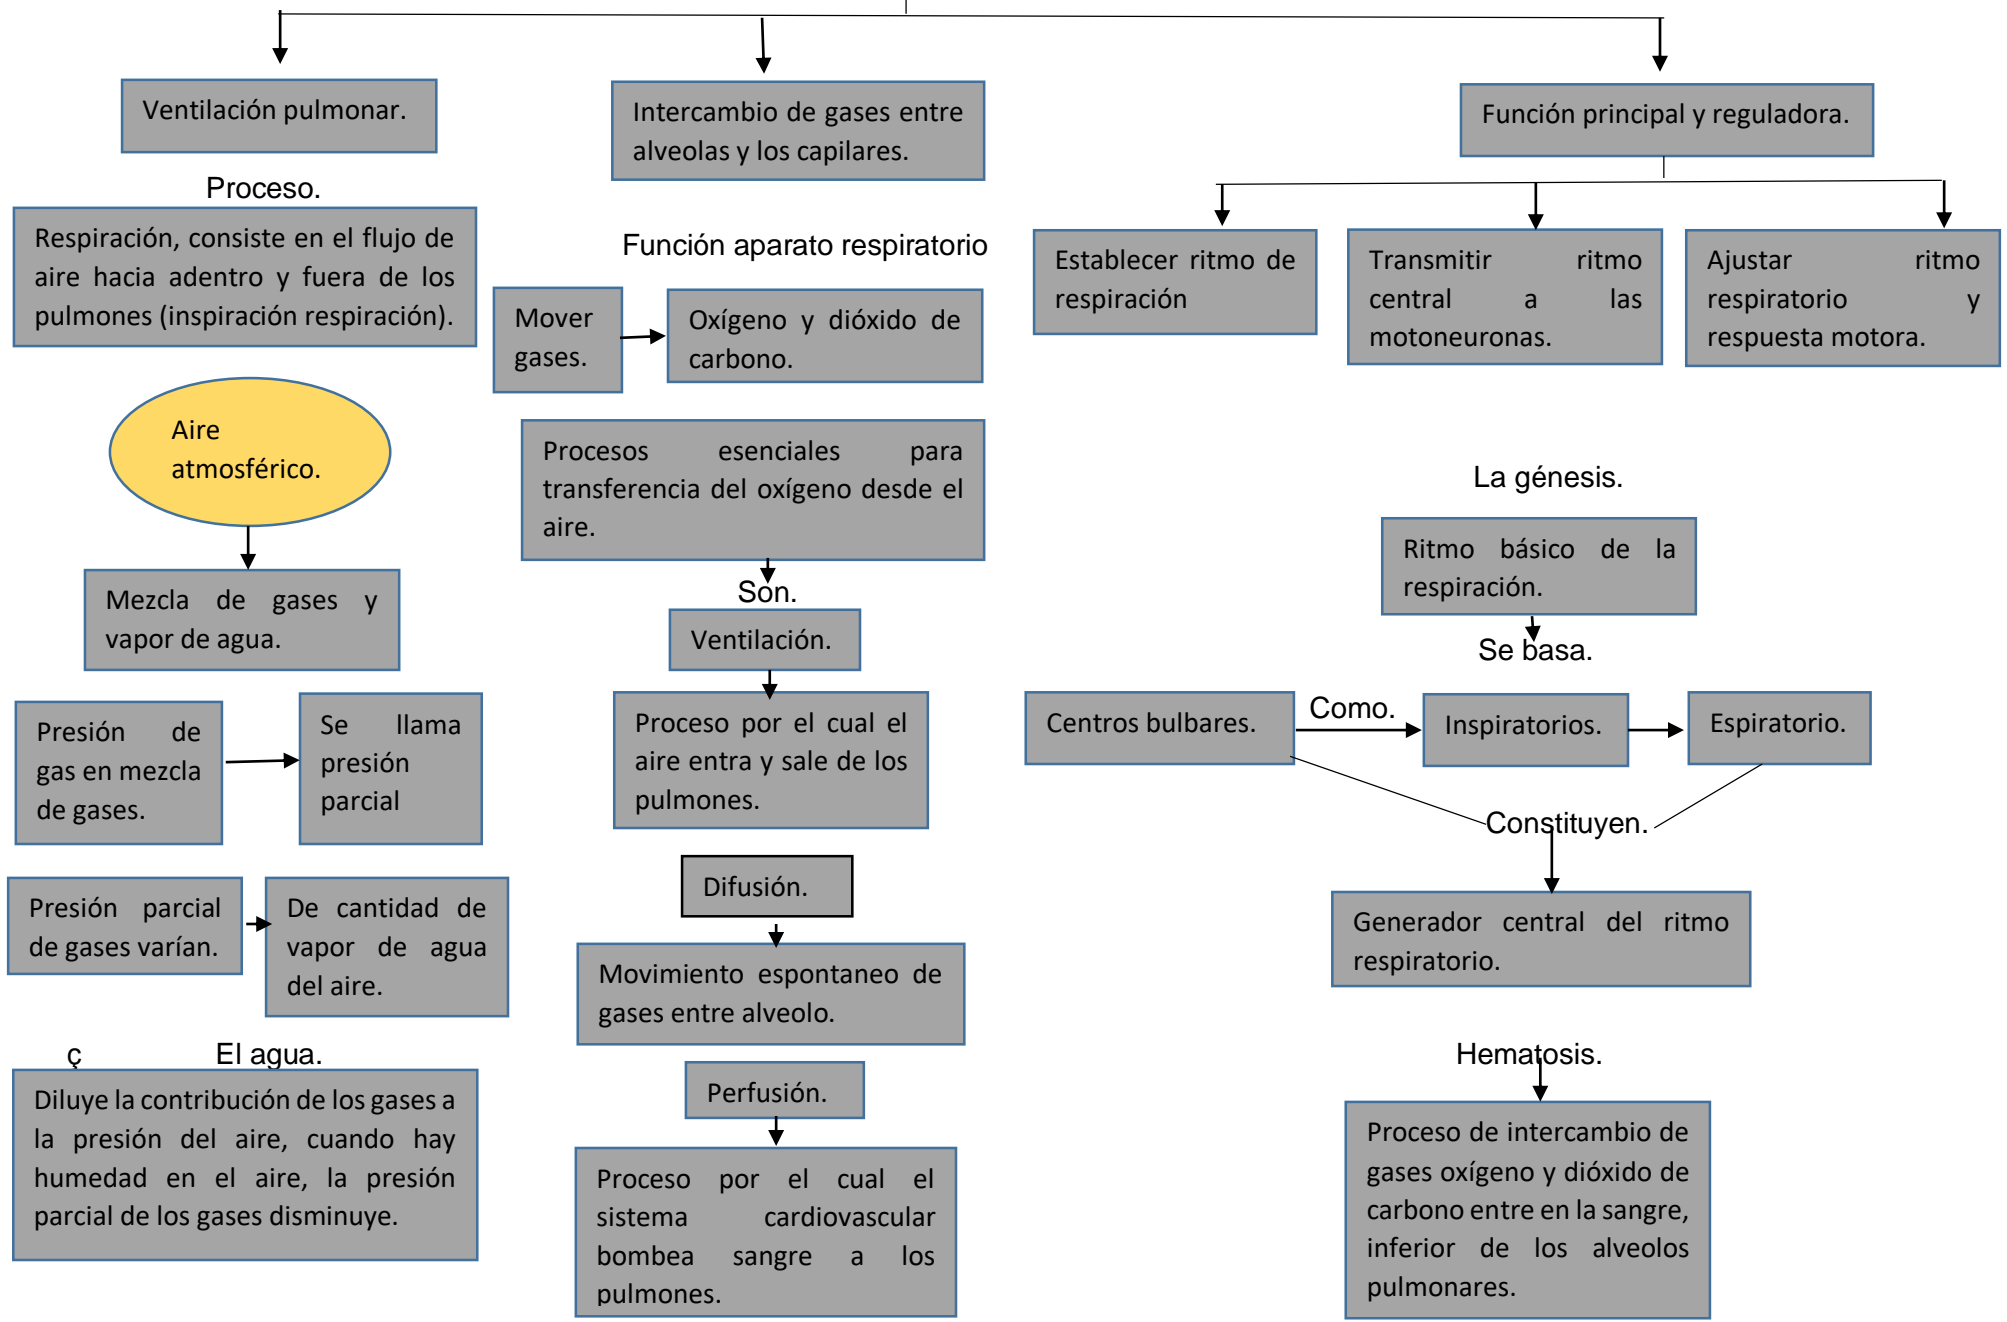 Ventilación pulmonar.
Proceso.
Respiración, consiste en el flujo de
aire hacia adentro y fuera de los
pulmones (inspiración respiración).
Aire
atmosférico.
Mezcla de gases y
vapor de agua.
Presión de
gas en mezcla
de gases.
Se llama
presión
parcial
Presión parcial
de gases varían.
De cantidad de
vapor de agua
del aire.
ç El agua.
Diluye la contribución de los gases a
la presión del aire, cuando hay
humedad en el aire, la presión
parcial de los gases disminuye.
Intercambio de gases entre
alveolas y los capilares.
Función aparato respiratorio
Mover
gases.
Oxígeno y dióxido de
carbono.
Procesos esenciales para
transferencia del oxígeno desde el
aire.
Son.
Ventilación.
Proceso por el cual el
aire entra y sale de los
pulmones.
Difusión.
Movimiento espontaneo de
gases entre alveolo.
Perfusión.
Proceso por el cual el
sistema cardiovascular
bombea sangre a los
pulmones.
Función principal y reguladora.
Establecer ritmo de
respiración
Transmitir ritmo
central a las
motoneuronas.
Ajustar ritmo
respiratorio y
respuesta motora.
La génesis.
Ritmo básico de la
respiración.
Se basa.
Centros bulbares.
Como.
Inspiratorios.
Espiratorio.
Constituyen.
Generador central del ritmo
respiratorio.
Hematosis.
Proceso de intercambio de
gases oxígeno y dióxido de
carbono entre en la sangre,
inferior de los alveolos
pulmonares.